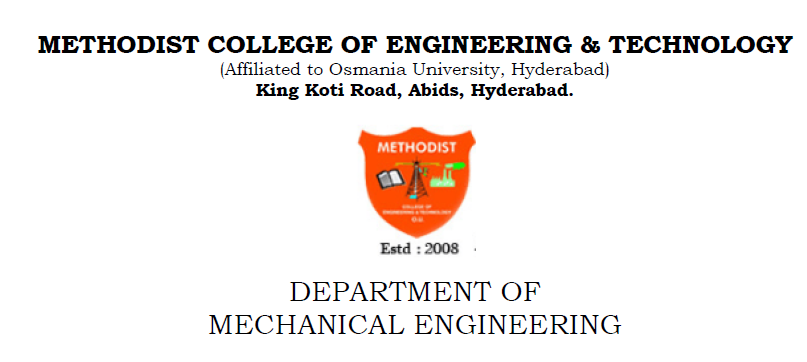 METHODIST COLLEGE OF ENGINEERING & TECHNOLOGY
(Affiliated to Osmania University, Hyderabad)
King Koti Road, Abids, Hyderabad.
METHODIST
COLLEGE OF
ENGINEERING & TECHNOLOGY
Estd : 2008
DEPARTMENT OF
MECHANICAL ENGINEERING